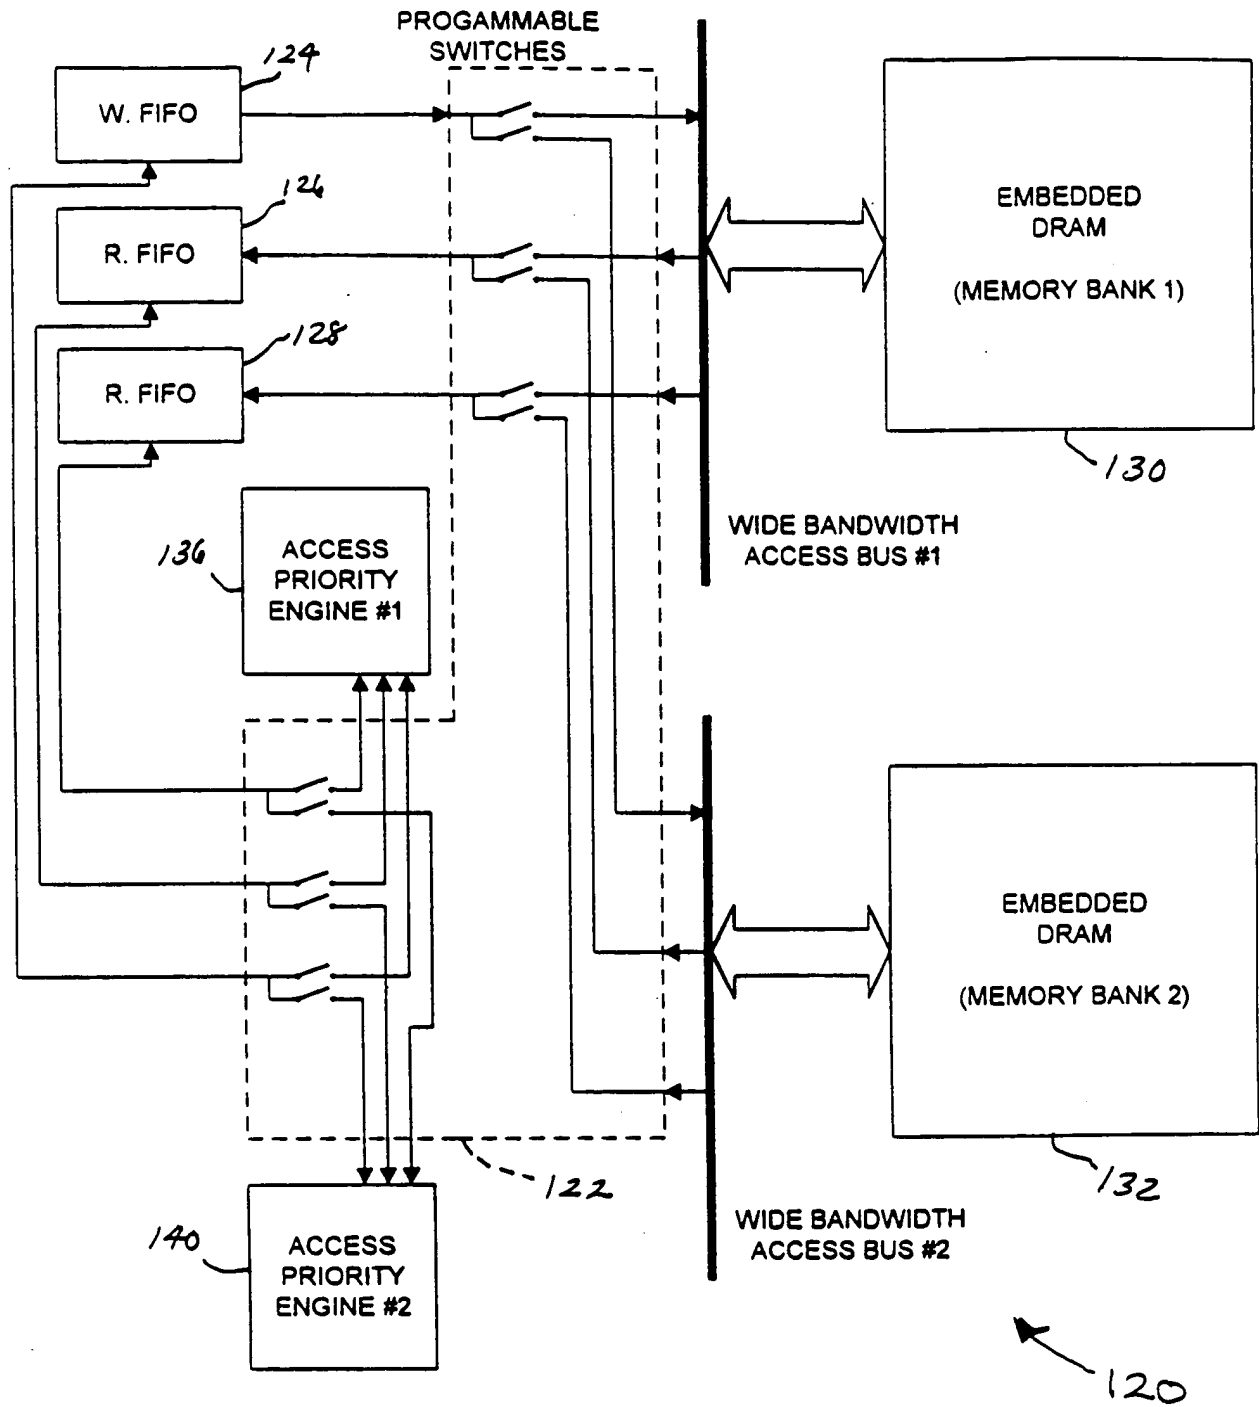 PROGAMMABLE
SWITCHES
124
W. FIFO
126
R. FIFO
128
R. FIFO
EMBEDDED
DRAM
(MEMORY BANK 1)
130
WIDE BANDWIDTH
ACCESS BUS #1
136
ACCESS
PRIORITY
ENGINE #1
EMBEDDED
DRAM
(MEMORY BANK 2)
132
122
WIDE BANDWIDTH
ACCESS BUS #2
140
ACCESS
PRIORITY
ENGINE #2
120